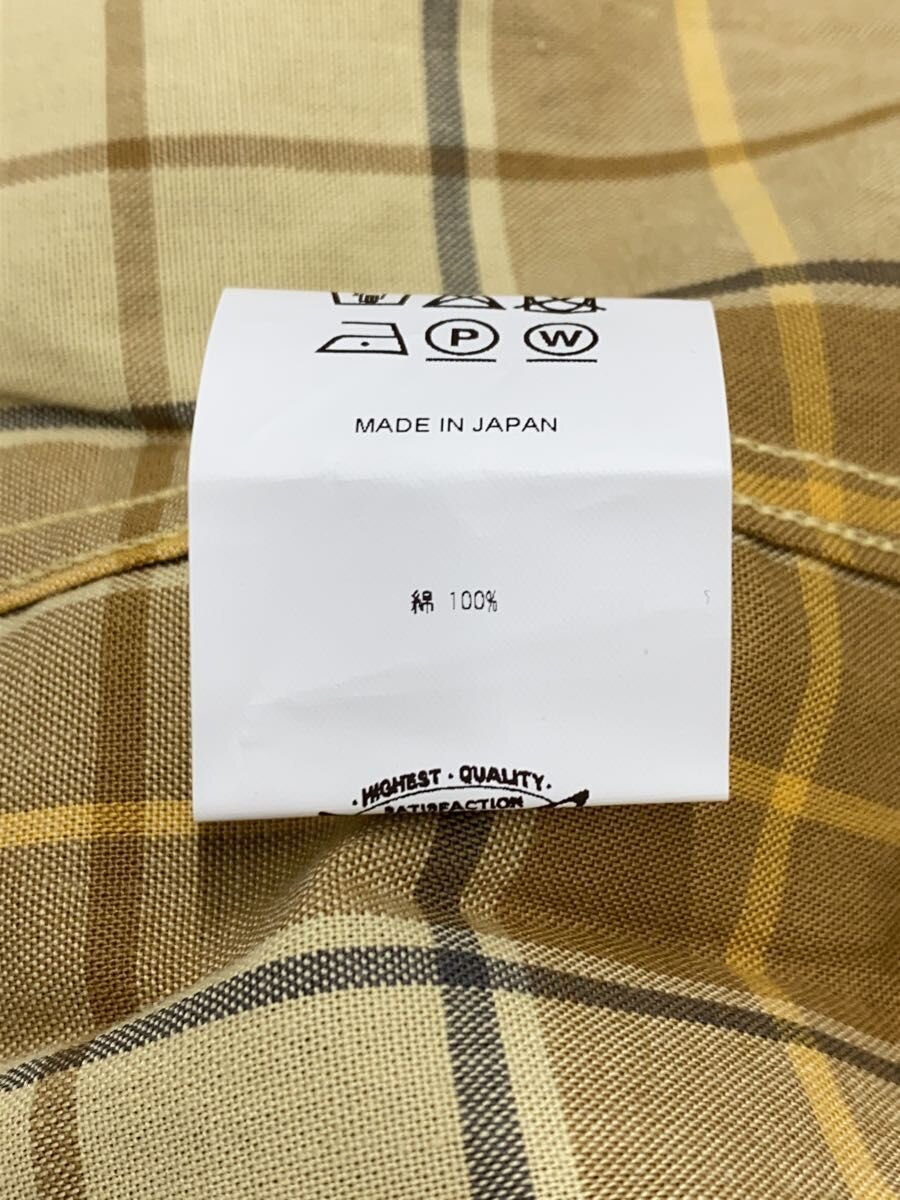 P W
MADE IN JAPAN
綿 100%
· HIGHEST · QUALITY ·
SATISFACTION